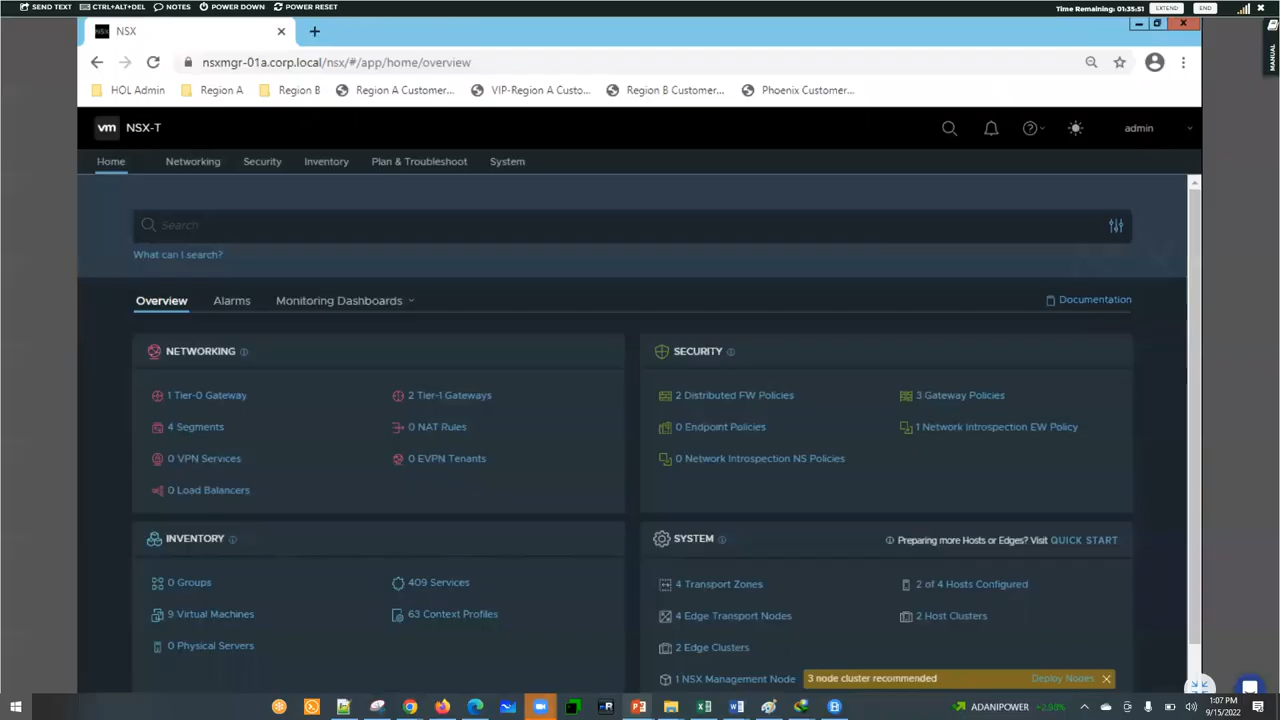 SEND TEXT CTRL+ALT+DEL NOTES POWER DOWN POWER RESET Time Remaining: 01:35:51 EXTEND END
NSX NSX
MANUAL
nsxmgr-01a.corp.local/nsx/#/app/home/overview
HOL Admin Region A Region B Region A Customer... VIP-Region A Custo... Region B Customer... Phoenix Customer...
vm NSX-T admin
Home Networking Security Inventory Plan & Troubleshoot System
Search
What can I search?
Overview Alarms Monitoring Dashboards Documentation
NETWORKING
1 Tier-0 Gateway 2 Tier-1 Gateways
4 Segments 0 NAT Rules
0 VPN Services 0 EVPN Tenants
0 Load Balancers
SECURITY
2 Distributed FW Policies 3 Gateway Policies
0 Endpoint Policies 1 Network Introspection EW Policy
0 Network Introspection NS Policies
INVENTORY
0 Groups 409 Services
9 Virtual Machines 63 Context Profiles
0 Physical Servers
SYSTEM Preparing more Hosts or Edges? Visit QUICK START
4 Transport Zones 2 of 4 Hosts Configured
4 Edge Transport Nodes 2 Host Clusters
2 Edge Clusters
1 NSX Management Node 3 node cluster recommended Deploy Nodes
ADANIPOWER +2.98% 1:07 PM
9/15/2022